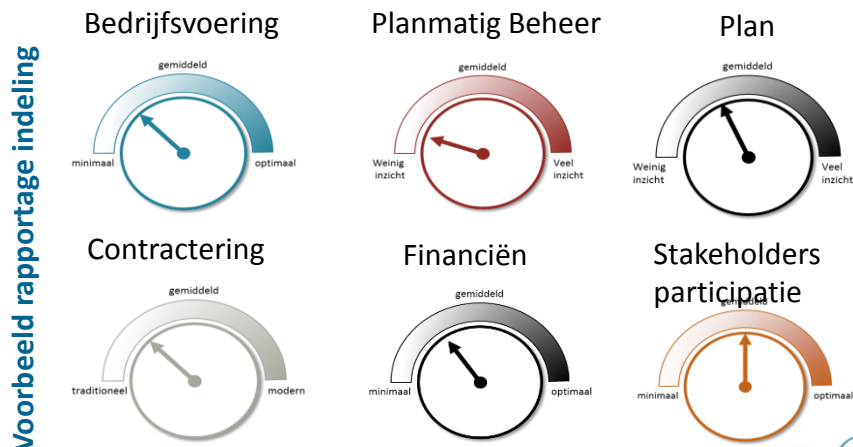 Voorbeeld rapportage indeling
Bedrijfsvoering
gemiddeld
minimaal
optimaal
Planmatig Beheer
gemiddeld
Weinig
inzicht
Veel
inzicht
Plan
gemiddeld
Weinig
inzicht
Veel
inzicht
Contractering
gemiddeld
traditioneel
modern
Financiën
gemiddeld
minimaal
optimaal
Stakeholders
participatie
gemiddeld
minimaal
optimaal